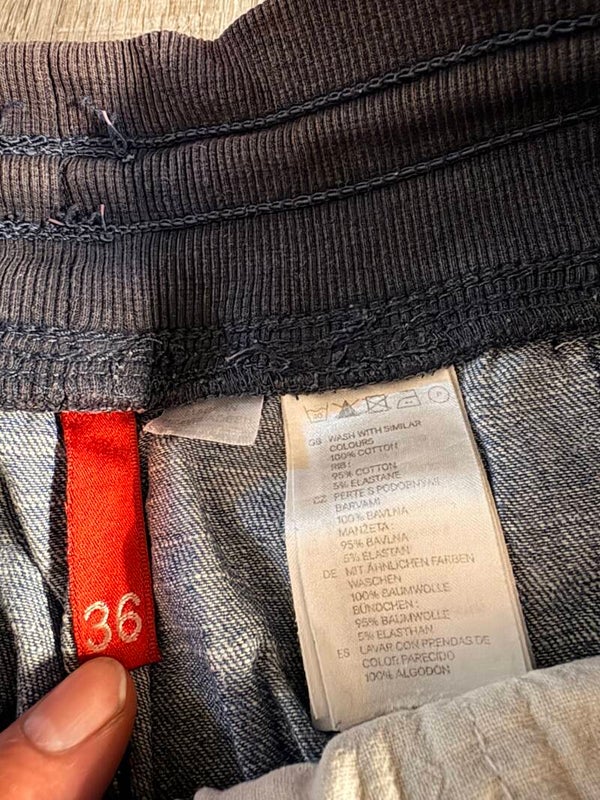 36
GB WASH WITH SIMILAR
COLOURS
100% COTTON
RIB:
95% COTTON
5% ELASTANE
CZ PERTE S PODOBNÝMI
BARVAMI
100% BAVLNA
MANŽETA:
95% BAVLNA
5% ELASTAN
DE MIT ÄHNLICHEN FARBEN
WASCHEN
100% BAUMWOLLE
BÜNDCHEN:
95% BAUMWOLLE
5% ELASTHAN
ES LAVAR CON PRENDAS DE
COLOR PARECIDO
100% ALGODÓN